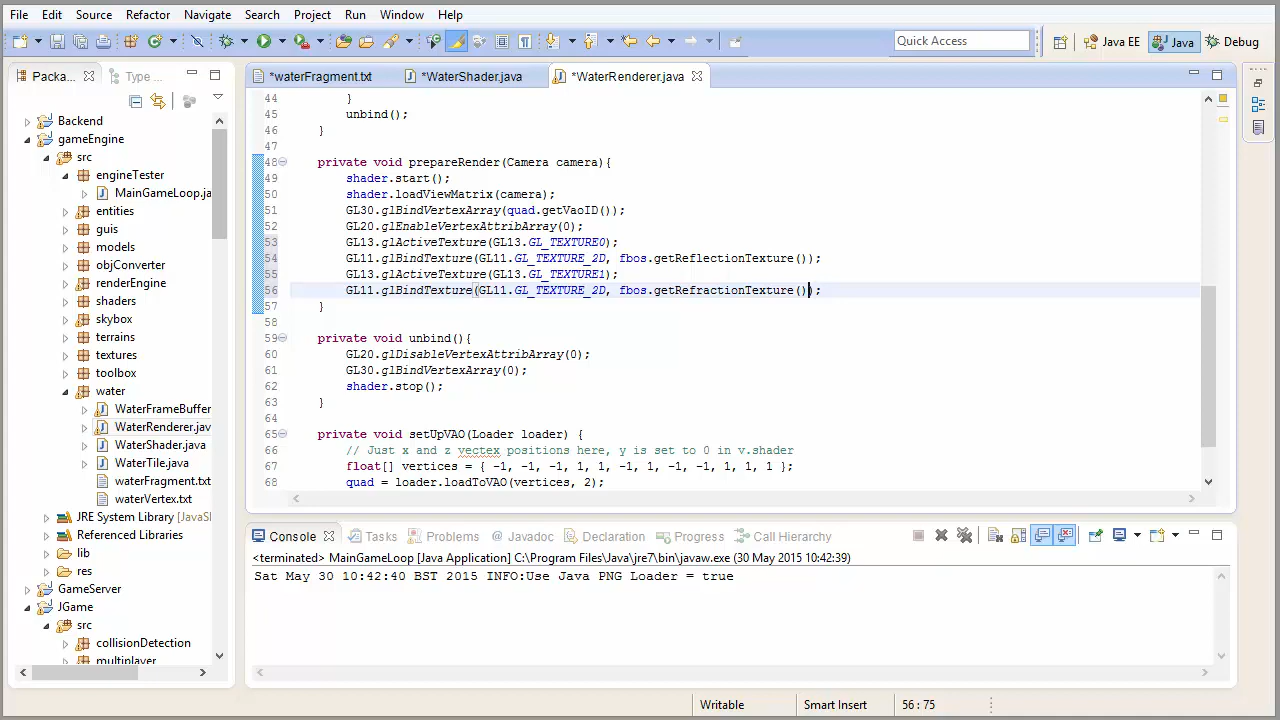 File Edit Source Refactor Navigate Search Project Run Window Help
Quick Access
Java EE
Java
Debug
Packa...
Type ...
*waterFragment.txt
*WaterShader.java
*WaterRenderer.java
Backend
gameEngine
src
engineTester
MainGameLoop.ja
entities
guis
models
objConverter
renderEngine
shaders
skybox
terrains
textures
toolbox
water
WaterFrameBuffer
WaterRenderer.jav
WaterShader.java
WaterTile.java
waterFragment.txt
waterVertex.txt
JRE System Library [JavaS
Referenced Libraries
lib
res
GameServer
JGame
src
collisionDetection
multiplayer
44 }
45 unbind();
46 }
48 private void prepareRender(Camera camera){
49 shader.start();
50 shader.loadViewMatrix(camera);
51 GL30.glBindVertexArray(quad.getVaoID());
52 GL20.glEnableVertexAttribArray(0);
53 GL13.glActiveTexture(GL13.GL_TEXTURE0);
54 GL11.glBindTexture(GL11.GL_TEXTURE_2D, fbos.getReflectionTexture());
55 GL13.glActiveTexture(GL13.GL_TEXTURE1);
56 GL11.glBindTexture(GL11.GL_TEXTURE_2D, fbos.getRefractionTexture());
57 }
58
59 private void unbind(){
60 GL20.glDisableVertexAttribArray(0);
61 GL30.glBindVertexArray(0);
62 shader.stop();
63 }
64
65 private void setUpVAO(Loader loader) {
66 // Just x and z vectex positions here, y is set to 0 in v.shader
67 float[] vertices = { -1, -1, -1, 1, 1, -1, 1, -1, -1, 1, 1, 1 };
68 quad = loader.loadToVAO(vertices, 2);
Console Tasks Problems Javadoc Declaration Progress Call Hierarchy
<terminated> MainGameLoop [Java Application] C:\Program Files\Java\jre7\bin\javaw.exe (30 May 2015 10:42:39)
Sat May 30 10:42:40 BST 2015 INFO:Use Java PNG Loader = true
Writable Smart Insert 56 : 75